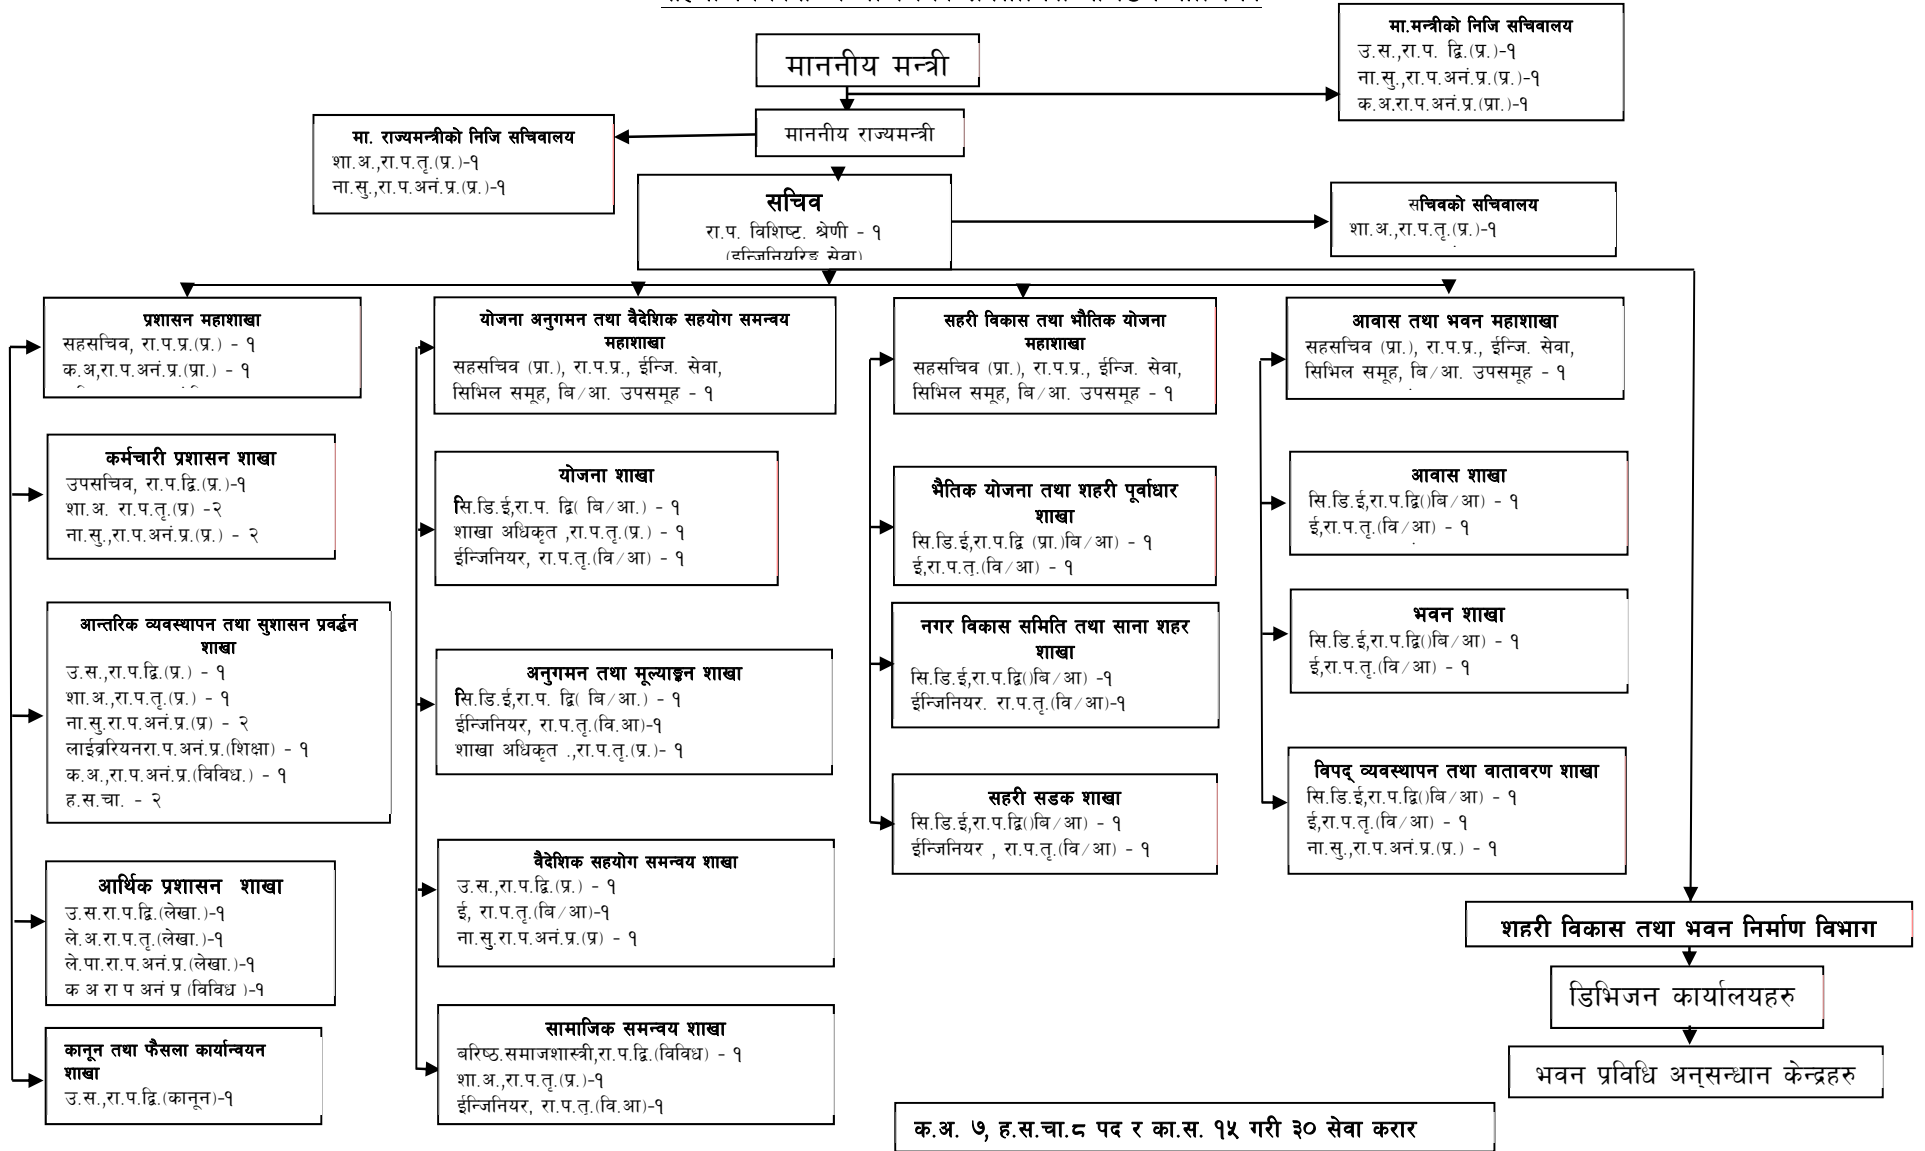 माननीय मन्त्री
मा.मन्त्रीको निजि सचिवालय
उ.स.,रा.प. द्वि.(प्र.)-१
ना.सु.,रा.प.अनं.प्र.(प्र.)-१
क.अ.रा.प.अनं.प्र.(प्रा.)-१
माननीय राज्यमन्त्री
मा. राज्यमन्त्रीको निजि सचिवालय
शा.अ.,रा.प.तृ.(प्र.)-१
ना.सु.,रा.प.अनं.प्र.(प्र.)-१
सचिव
रा.प. विशिष्ट. श्रेणी - १
(इन्जिनियरिङ सेवा)
सचिवको सचिवालय
शा.अ.,रा.प.तृ.(प्र.)-१
प्रशासन महाशाखा
सहसचिव, रा.प.प्र.(प्र.) - १
क.अ,रा.प.अनं.प्र.(प्रा.) - १
कर्मचारी प्रशासन शाखा
उपसचिव, रा.प.द्वि.(प्र.)-१
शा.अ. रा.प.तृ.(प्र) -२
ना.सु.,रा.प.अनं.प्र.(प्र.) - २
आन्तरिक व्यवस्थापन तथा सुशासन प्रवर्द्धन
शाखा
उ.स.,रा.प.द्वि.(प्र.) - १
शा.अ.,रा.प.तृ.(प्र.) - १
ना.सु.रा.प.अनं.प्र.(प्र) - २
लाईब्ररियनरा.प.अनं.प्र.(शिक्षा) - १
क.अ.,रा.प.अनं.प्र.(विविध.) - १
ह.स.चा. - २
आर्थिक प्रशासन शाखा
उ.स.रा.प.द्वि.(लेखा.)-१
ले.अ.रा.प.तृ.(लेखा.)-१
ले.पा.रा.प.अनं.प्र.(लेखा.)-१
क अ रा प अनं प्र (विविध )-१
कानून तथा फैसला कार्यान्वयन
शाखा
उ.स.,रा.प.द्वि.(कानून)-१
योजना अनुगमन तथा वैदेशिक सहयोग समन्वय
महाशाखा
सहसचिव (प्रा.), रा.प.प्र., ईन्जि. सेवा,
सिभिल समूह, बि/आ. उपसमूह - १
योजना शाखा
सि.डि.ई,रा.प. द्वि( बि/आ.) - १
शाखा अधिकृत ,रा.प.तृ.(प्र.) - १
ईन्जिनियर, रा.प.तृ.(वि/आ) - १
अनुगमन तथा मूल्याङ्कन शाखा
सि.डि.ई,रा.प. द्वि( बि/आ.) - १
ईन्जिनियर, रा.प.तृ.(वि.आ)-१
शाखा अधिकृत .,रा.प.तृ.(प्र.)- १
वैदेशिक सहयोग समन्वय शाखा
उ.स.,रा.प.द्वि.(प्र.) - १
ई, रा.प.तृ.(बि/आ)-१
ना.सु.रा.प.अनं.प्र.(प्र) - १
सामाजिक समन्वय शाखा
बरिष्ठ.समाजशास्त्री,रा.प.द्वि.(विविध) - १
शा.अ.,रा.प.तृ.(प्र.)-१
ईन्जिनियर, रा.प.तृ.(वि.आ)-१
सहरी विकास तथा भौतिक योजना
महाशाखा
सहसचिव (प्रा.), रा.प.प्र., ईन्जि. सेवा,
सिभिल समूह, बि/आ. उपसमूह - १
भैतिक योजना तथा शहरी पूर्वाधार
शाखा
सि.डि.ई,रा.प.द्वि (प्रा.)बि/आ) - १
ई,रा.प.तृ.(वि/आ) - १
नगर विकास समिति तथा साना शहर
शाखा
सि.डि.ई,रा.प.द्वि()बि/आ) -१
ईन्जिनियर. रा.प.तृ.(वि/आ)-१
सहरी सडक शाखा
सि.डि.ई,रा.प.द्वि()बि/आ) - १
ईन्जिनियर , रा.प.तृ.(वि/आ) - १
आवास तथा भवन महाशाखा
सहसचिव (प्रा.), रा.प.प्र., ईन्जि. सेवा,
सिभिल समूह, बि/आ. उपसमूह - १
आवास शाखा
सि.डि.ई,रा.प.द्वि()बि/आ) - १
ई,रा.प.तृ.(वि/आ) - १
भवन शाखा
सि.डि.ई,रा.प.द्वि()बि/आ) - १
ई,रा.प.तृ.(वि/आ) - १
विपद् व्यवस्थापन तथा वातावरण शाखा
सि.डि.ई,रा.प.द्वि()बि/आ) - १
ई,रा.प.तृ.(वि/आ) - १
ना.सु.,रा.प.अनं.प्र.(प्र.) - १
शहरी विकास तथा भवन निर्माण विभाग
डिभिजन कार्यालयहरु
भवन प्रविधि अनुसन्धान केन्द्रहरु
क.अ. ७, ह.स.चा.८ पद र का.स. १५ गरी ३० सेवा करार